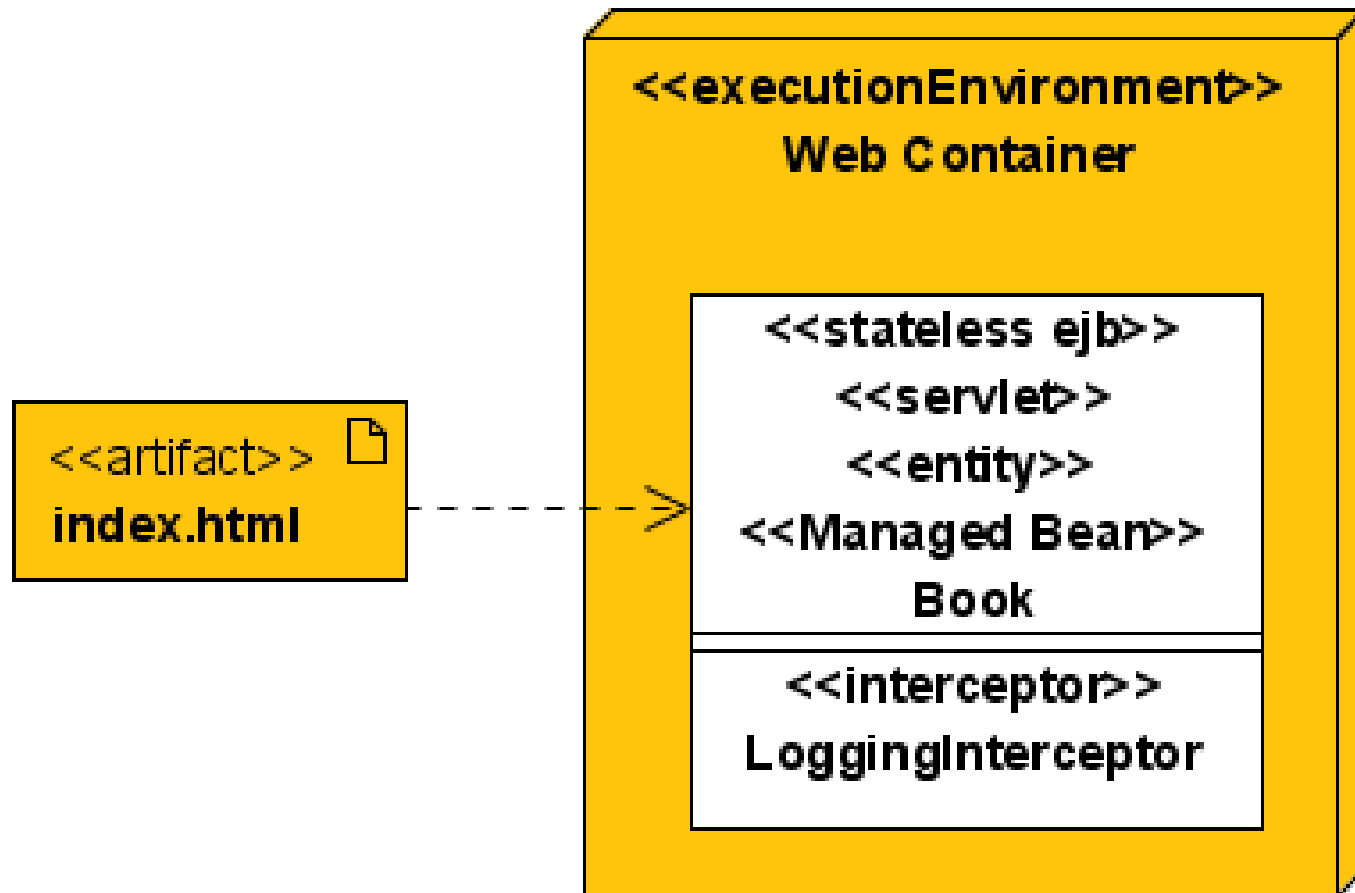 <<executionEnvironment>>
Web Container
<<stateless ejb>>
<<servlet>>
<<entity>>
<<Managed Bean>>
Book
<<interceptor>>
LoggingInterceptor
<<artifact>>
index.html